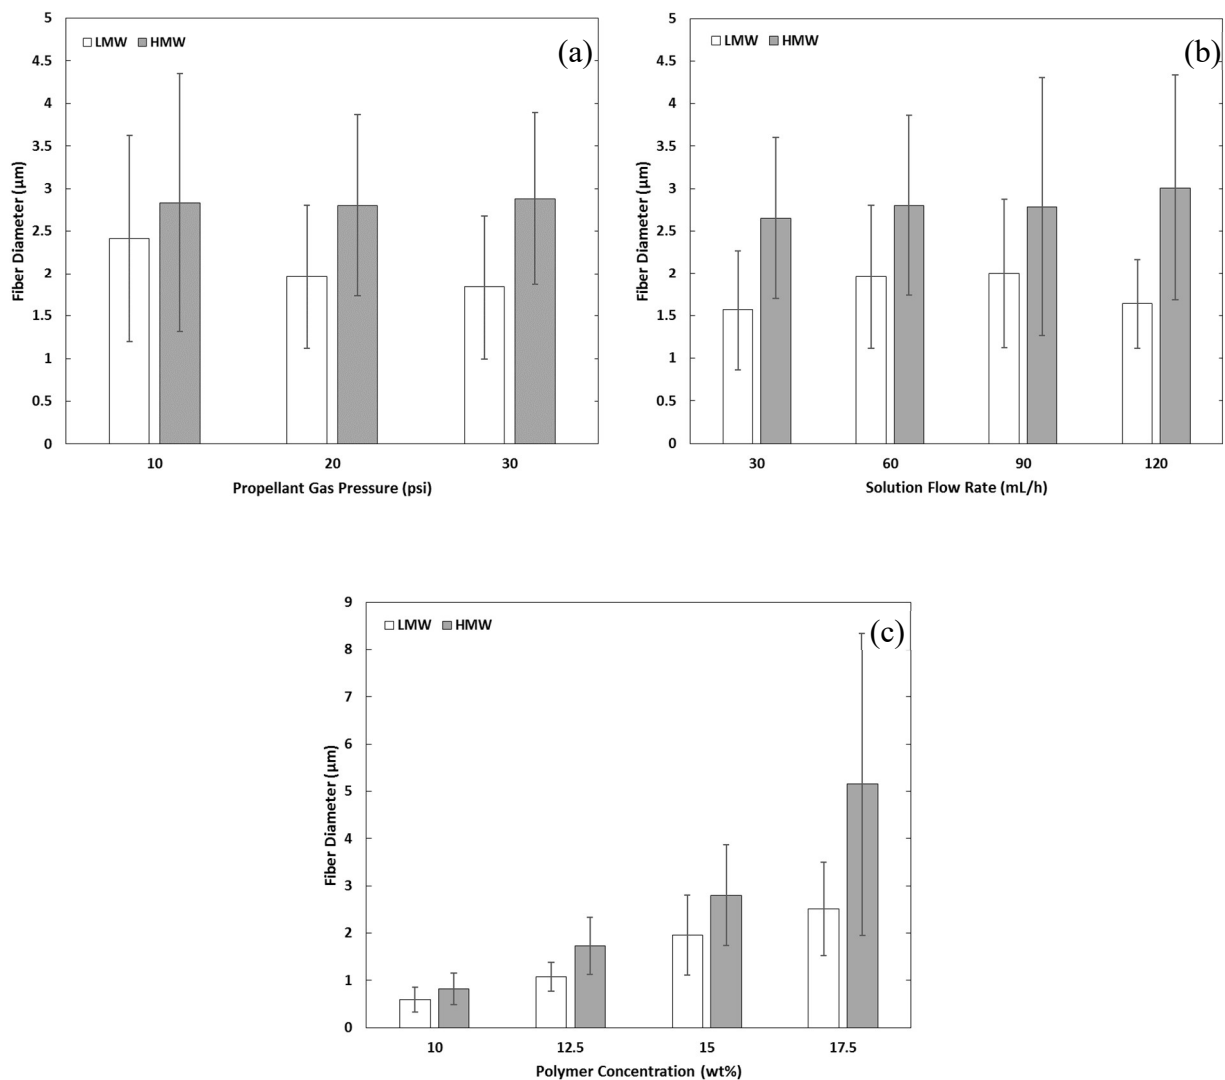 (a)
LMW HMW
5
4.5
4
3.5
3
2.5
2
1.5
1
0.5
0
Fiber Diameter (μm)
10 20 30
Propellant Gas Pressure (psi)
(b)
LMW HMW
5
4.5
4
3.5
3
2.5
2
1.5
1
0.5
0
Fiber Diameter (μm)
30 60 90 120
Solution Flow Rate (mL/h)
(c)
LMW HMW
9
8
7
6
5
4
3
2
1
0
Fiber Diameter (μm)
10 12.5 15 17.5
Polymer Concentration (wt%)